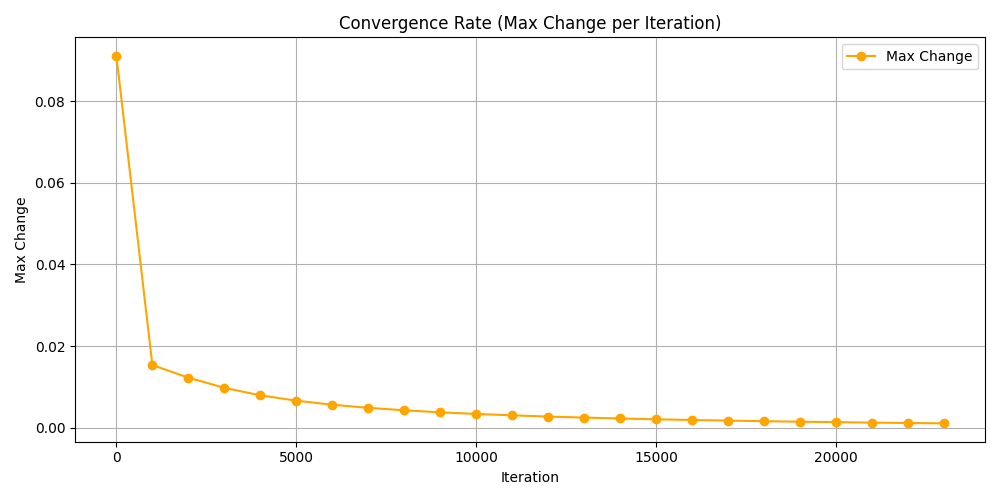 Convergence Rate (Max Change per Iteration)
Max Change
0.08
0.06
0.04
0.02
0.00
Max Change
0 5000 10000 15000 20000
Iteration